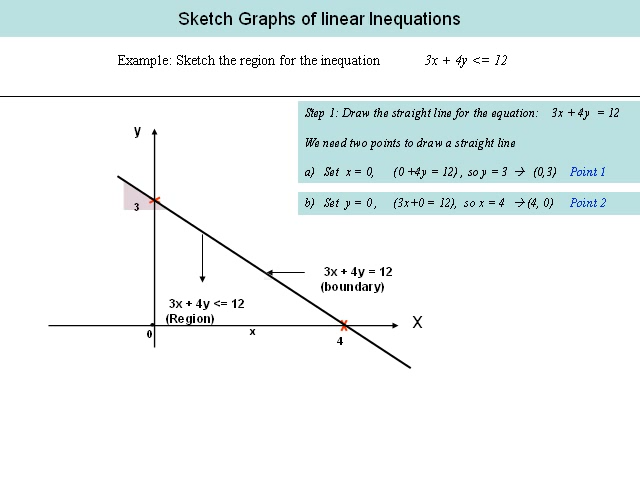 Sketch Graphs of linear Inequations
Example: Sketch the region for the inequation 3x + 4y <= 12
Step 1: Draw the straight line for the equation: 3x + 4y = 12
We need two points to draw a straight line
a) Set x = 0, (0 +4y = 12) , so y = 3 → (0,3) Point 1
b) Set y = 0 , (3x+0 = 12), so x = 4 → (4, 0) Point 2
y
3
3x + 4y = 12
(boundary)
3x + 4y <= 12
(Region)
X
0
x
4